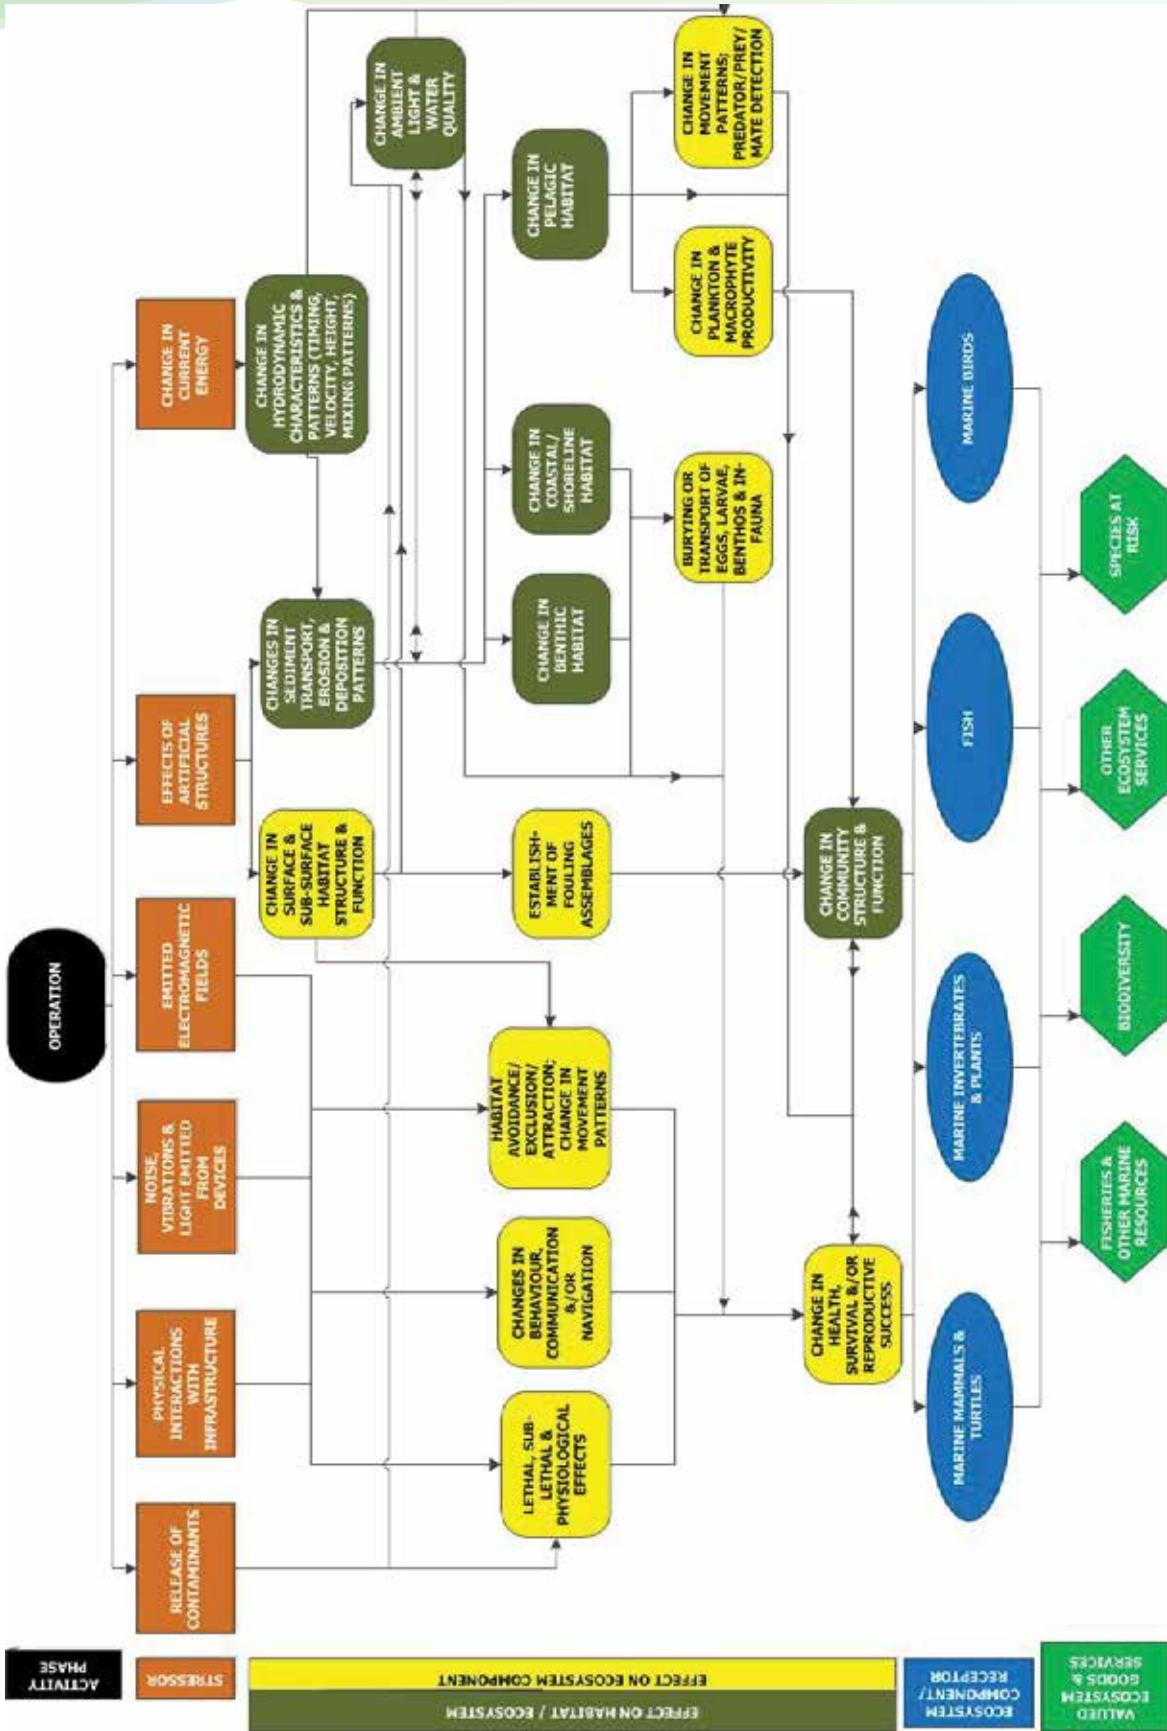 OPERATION
RELEASE OF
CONTAMINANTS
PHYSICAL
INTERACTIONS
WITH
INFRASTRUCTURE
NOISE,
VIBRATIONS &
LIGHT EMITTED
FROM
DEVICES
EMITTED
ELECTROMAGNETIC
FIELDS
EFFECTS OF
ARTIFICIAL
STRUCTURES
CHANGE IN
CURRENT
ENERGY
CHANGE IN
SURFACE &
SUB-SURFACE
HABITAT
STRUCTURE &
FUNCTION
CHANGES IN
SEDIMENT
TRANSPORT,
EROSION &
DEPOSITION
PATTERNS
CHANGE IN
HYDRODYNAMIC
CHARACTERISTICS &
PATTERNS (TIMING,
VELOCITY, HEIGHT,
MIXING PATTERNS)
CHANGE IN
AMBIENT
LIGHT &
WATER
QUALITY
LETHAL, SUB-
LETHAL &
PHYSIOLOGICAL
EFFECTS
CHANGES IN
BEHAVIOUR,
COMMUNICATION
&/OR
NAVIGATION
HABITAT
AVOIDANCE/
EXCLUSION/
ATTRACTION;
CHANGE IN
MOVEMENT
PATTERNS
ESTABLISH-
MENT OF
FOULING
ASSEMBLAGES
CHANGE IN
BENTHIC
HABITAT
CHANGE IN
COASTAL/
SHORELINE
HABITAT
CHANGE IN
PELAGIC
HABITAT
BURYING OR
TRANSPORT OF
EGGS, LARVAE,
BENTHOS & IN-
FAUNA
CHANGE IN
PLANKTON &
MACROPHYTE
PRODUCTIVITY
CHANGE IN
MOVEMENT
PATTERNS;
PREDATOR/PREY/
MATE DETECTION
CHANGE IN
HEALTH,
SURVIVAL &/OR
REPRODUCTIVE
SUCCESS
CHANGE IN
COMMUNITY
STRUCTURE &
FUNCTION
MARINE MAMMALS &
TURTLES
MARINE INVERTEBRATES
& PLANTS
FISH
MARINE BIRDS
FISHERIES &
OTHER MARINE
RESOURCES
BIODIVERSITY
OTHER
ECOSYSTEM
SERVICES
SPECIES AT
RISK
ACTIVITY
PHASE
STRESSOR
EFFECT ON ECOSYSTEM COMPONENT
EFFECT ON HABITAT / ECOSYSTEM
ECOSYSTEM
COMPONENT/
RECEPTOR
VALUED
ECOSYSTEM
GOODS &
SERVICES